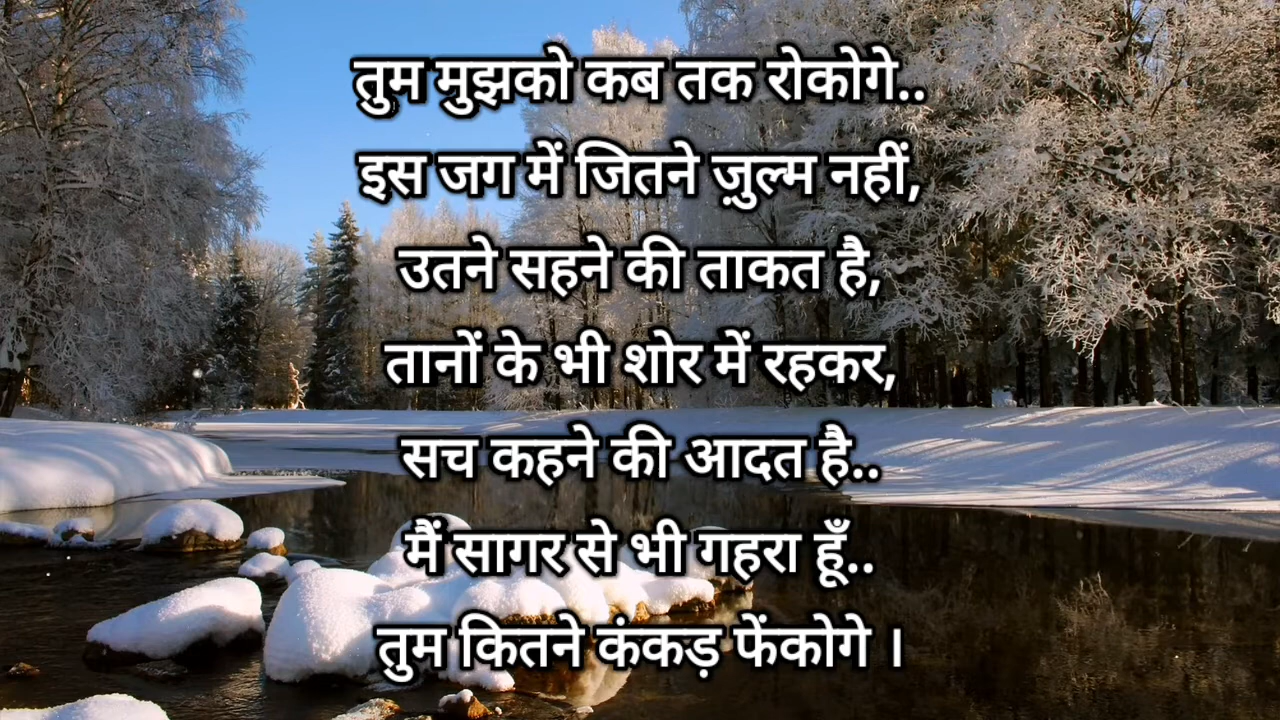 तुम मुझको कब तक रोकोगे..
इस जग में जितने ज़ुल्म नहीं,
उतने सहने की ताकत है,
तानों के भी शोर में रहकर,
सच कहने की आदत है..
मैं सागर से भी गहरा हूँ..
तुम कितने कंकड़ फेंकोगे ।